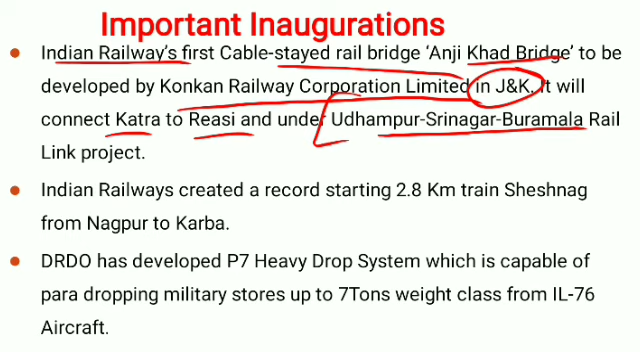 Important Inaugurations
Indian Railway's first Cable-stayed rail bridge 'Anji Khad Bridge' to be
developed by Konkan Railway Corporation Limited in J&K. It will
connect Katra to Reasi and under Udhampur-Srinagar-Buramala Rail
Link project.
Indian Railways created a record starting 2.8 Km train Sheshnag
from Nagpur to Karba.
DRDO has developed P7 Heavy Drop System which is capable of
para dropping military stores up to 7Tons weight class from IL-76
Aircraft.